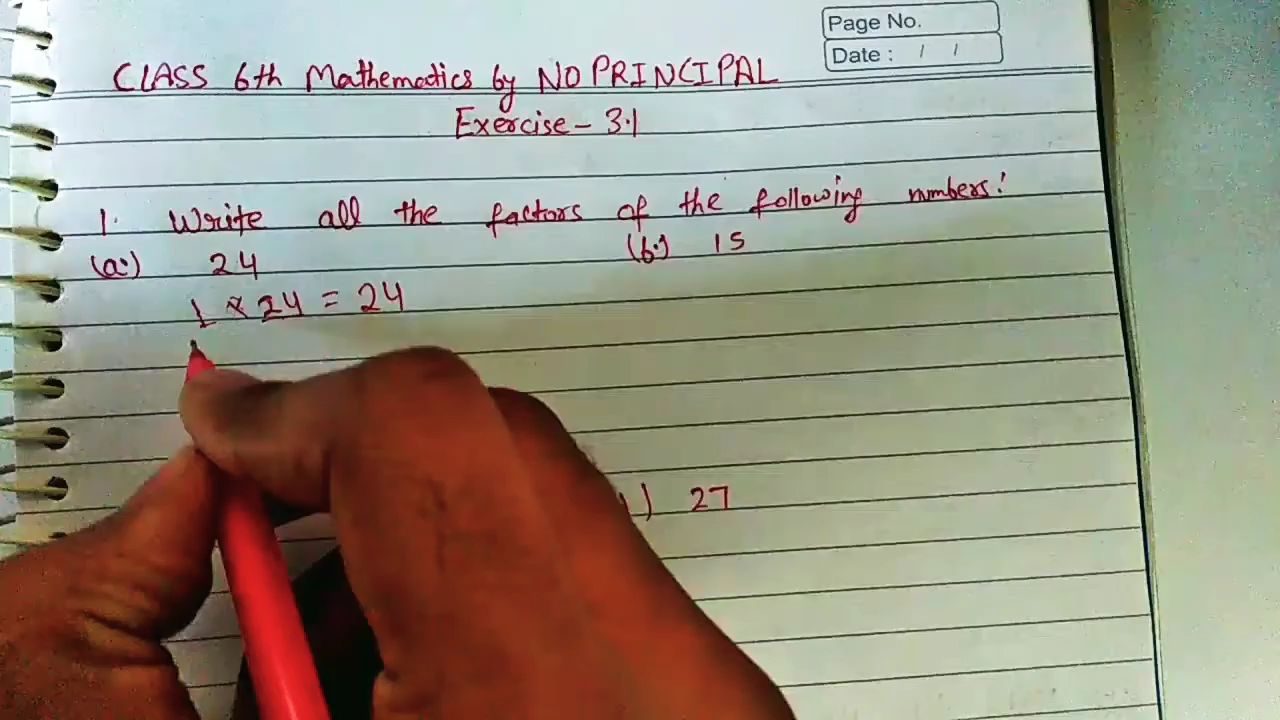 Page No.
Date : / /
CLASS 6th Mathematics by NO PRINCIPAL
Exercise - 3.1
1. Write all the factors of the following numbers:
(a.) 24 (b.) 15
1 × 24 = 24
) 27